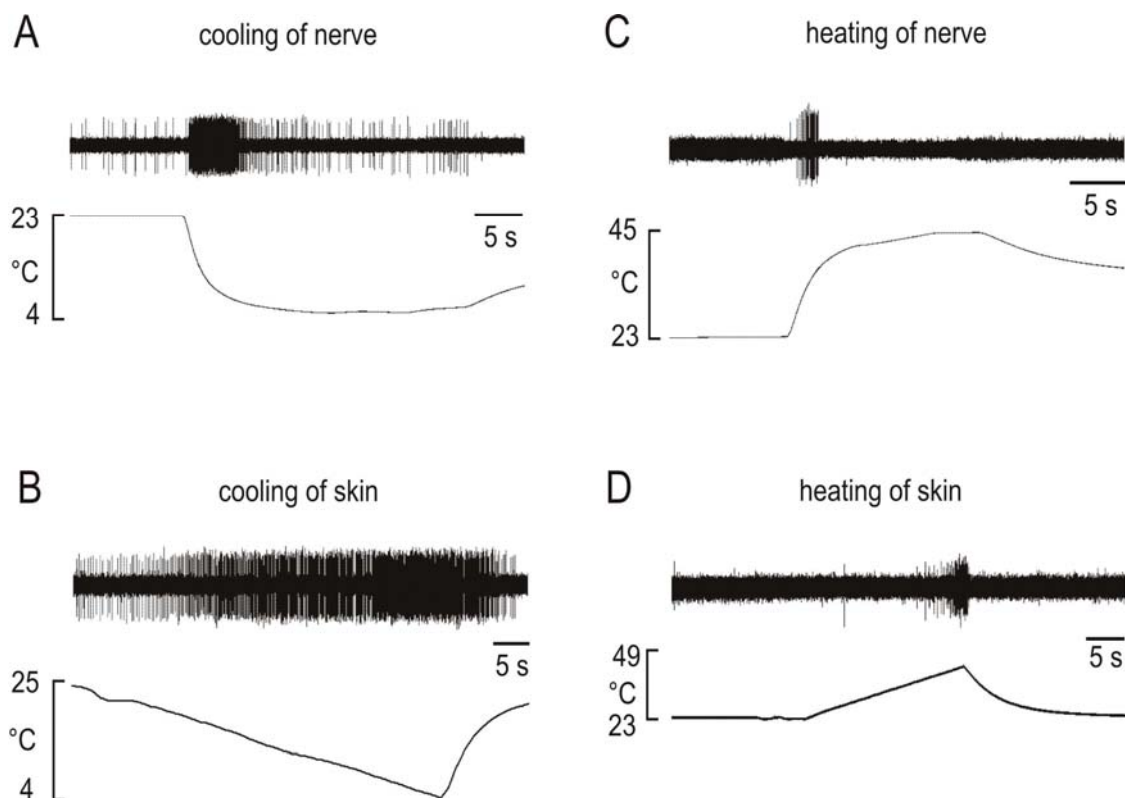 A
cooling of nerve
23
°C
4
5 s
B
cooling of skin
5 s
25
°C
4
C
heating of nerve
5 s
45
°C
23
D
heating of skin
5 s
49
°C
23